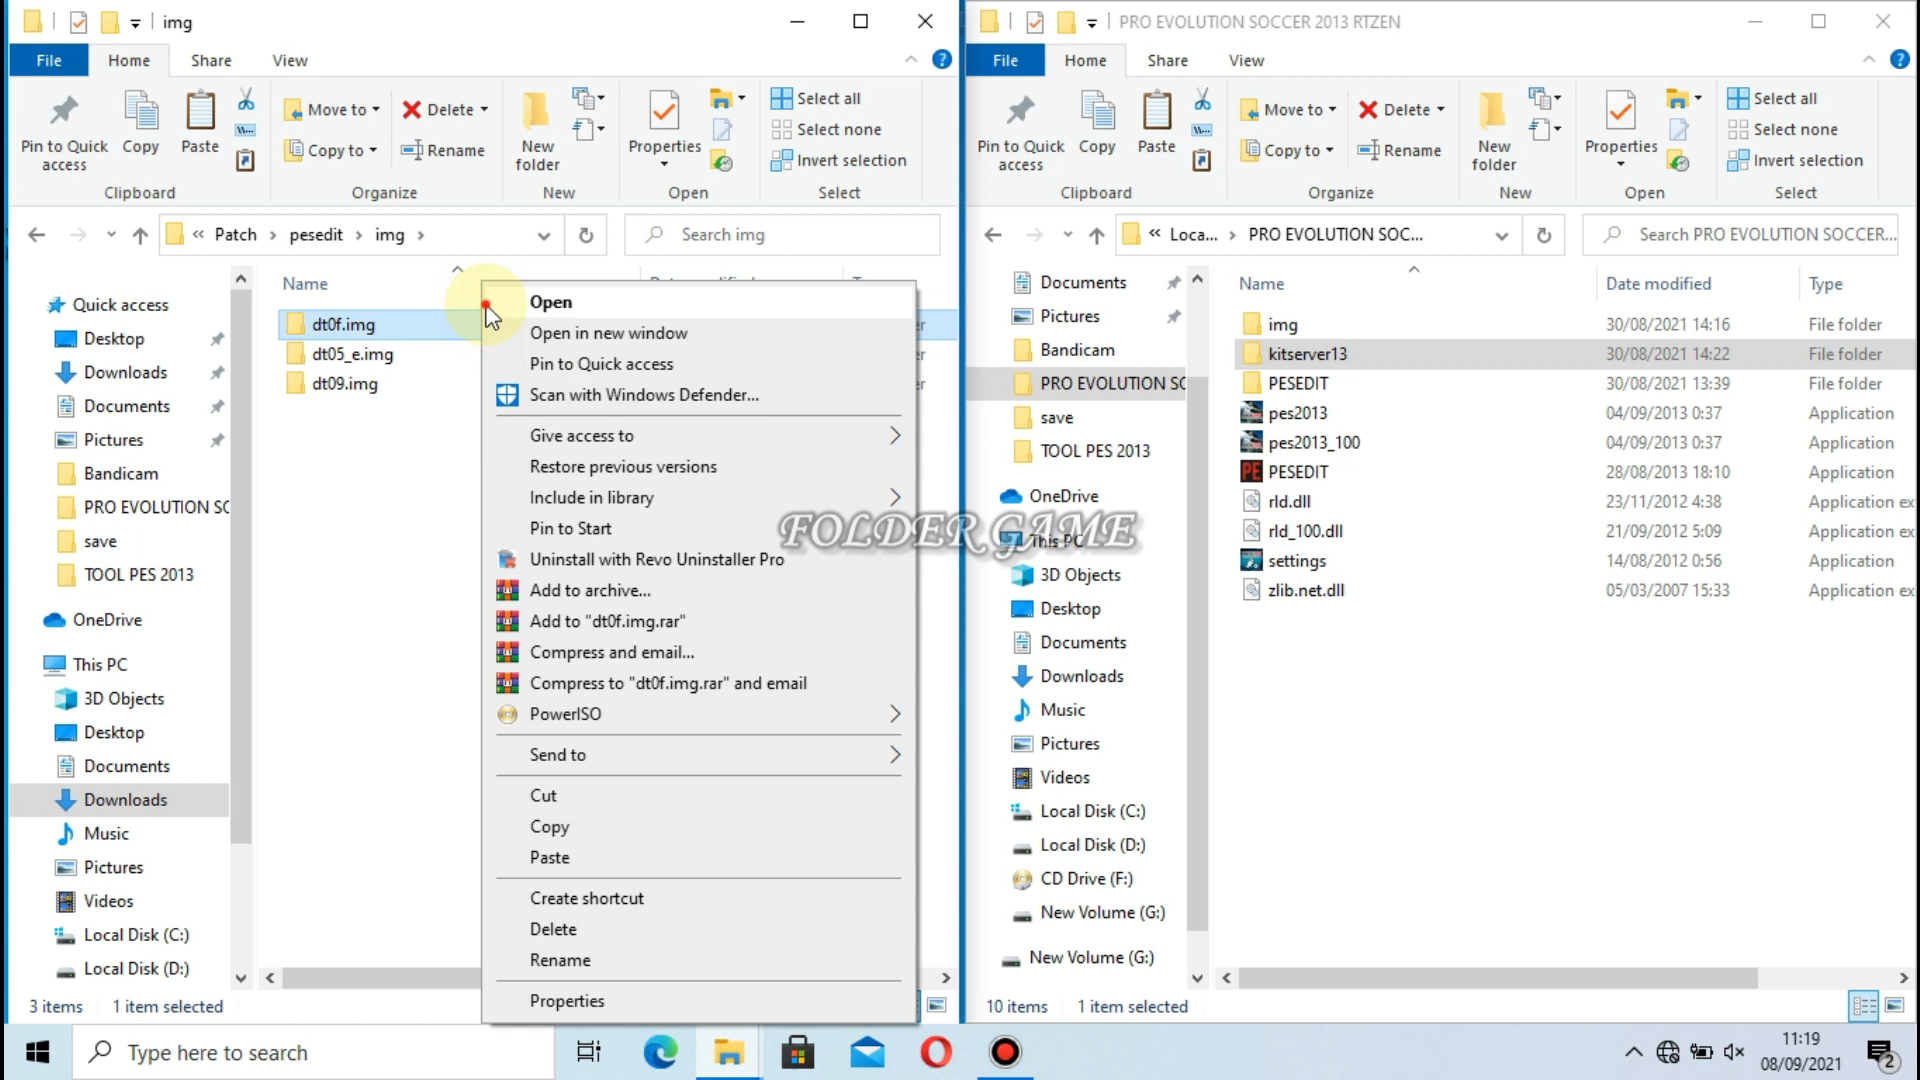 img
File
Home
Share
View
Pin to Quick access
Copy
Paste
Move to
Copy to
Delete
Rename
New folder
Properties
Select all
Select none
Invert selection
Clipboard
Organize
New
Open
Select
« Patch › pesedit › img ›
Search img
Name
Quick access
Desktop
Downloads
Documents
Pictures
Bandicam
PRO EVOLUTION SC
save
TOOL PES 2013
OneDrive
This PC
3D Objects
Desktop
Documents
Downloads
Music
Pictures
Videos
Local Disk (C:)
Local Disk (D:)
dt0f.img
dt05_e.img
dt09.img
Open
Open in new window
Pin to Quick access
Scan with Windows Defender...
Give access to
Restore previous versions
Include in library
Pin to Start
Uninstall with Revo Uninstaller Pro
Add to archive...
Add to "dt0f.img.rar"
Compress and email...
Compress to "dt0f.img.rar" and email
PowerISO
Send to
Cut
Copy
Paste
Create shortcut
Delete
Rename
Properties
3 items
1 item selected
FOLDER GAME
PRO EVOLUTION SOCCER 2013 RTZEN
File
Home
Share
View
Pin to Quick access
Copy
Paste
Move to
Copy to
Delete
Rename
New folder
Properties
Select all
Select none
Invert selection
Clipboard
Organize
New
Open
Select
« Loca... › PRO EVOLUTION SOC...
Search PRO EVOLUTION SOCCER...
Documents
Pictures
Bandicam
PRO EVOLUTION SC
save
TOOL PES 2013
OneDrive
This PC
3D Objects
Desktop
Documents
Downloads
Music
Pictures
Videos
Local Disk (C:)
Local Disk (D:)
CD Drive (F:)
New Volume (G:)
New Volume (G:)
Name Date modified Type
img 30/08/2021 14:16 File folder
kitserver13 30/08/2021 14:22 File folder
PESEDIT 30/08/2021 13:39 File folder
pes2013 04/09/2013 0:37 Application
pes2013_100 04/09/2013 0:37 Application
PESEDIT 28/08/2013 18:10 Application
rld.dll 23/11/2012 4:38 Application ex
rld_100.dll 21/09/2012 5:09 Application ex
settings 14/08/2012 0:56 Application
zlib.net.dll 05/03/2007 15:33 Application ex
10 items
1 item selected
Type here to search
11:19
08/09/2021
2